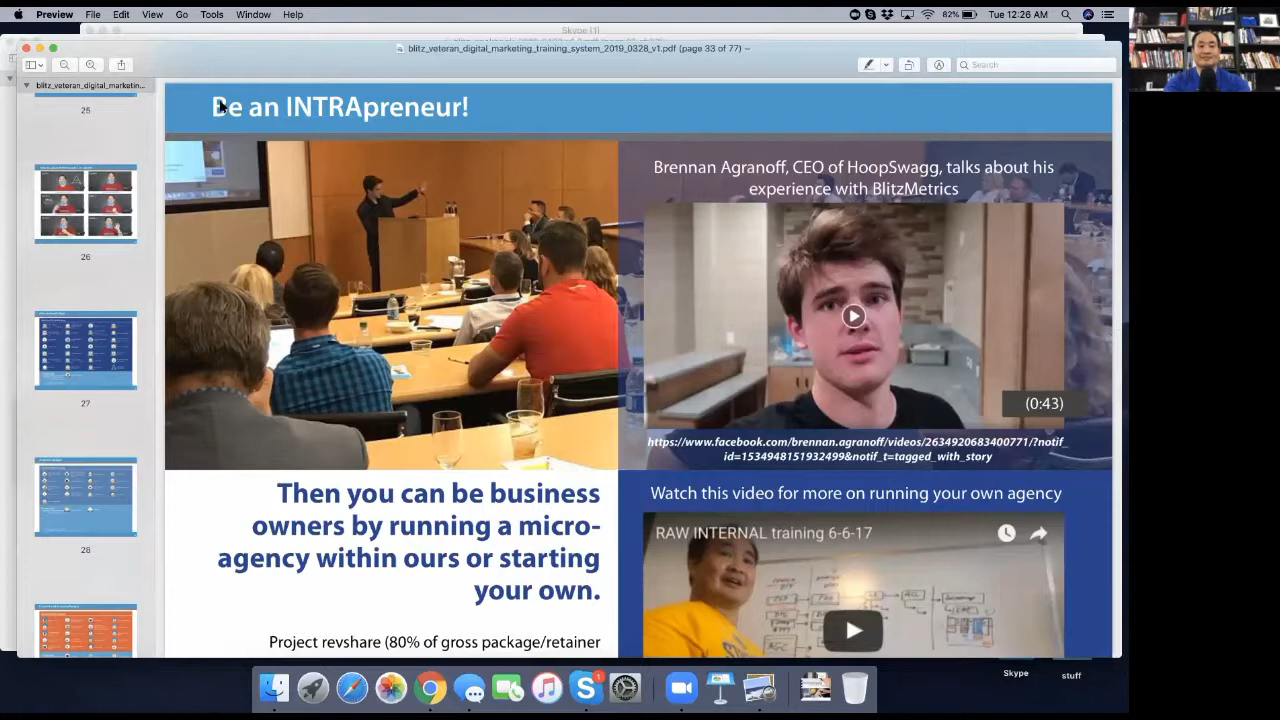 Preview File Edit View Go Tools Window Help
82% Tue 12:26 AM
Skype (1)
blitz_veteran_digital_marketing_training_system_2019_0328_v1.pdf (page 33 of 77)
Search
blitz_veteran_digital_marketin...
25
26
27
28
Be an INTRApreneur!
Brennan Agranoff, CEO of HoopSwagg, talks about his
experience with BlitzMetrics
(0:43)
https://www.facebook.com/brennan.agranoff/videos/2634920683400771/?notif_
id=1534948151932499&notif_t=tagged_with_story
Then you can be business
owners by running a micro-
agency within ours or starting
your own.
Project revshare (80% of gross package/retainer
Watch this video for more on running your own agency
RAW INTERNAL training 6-6-17
1
Skype
stuff